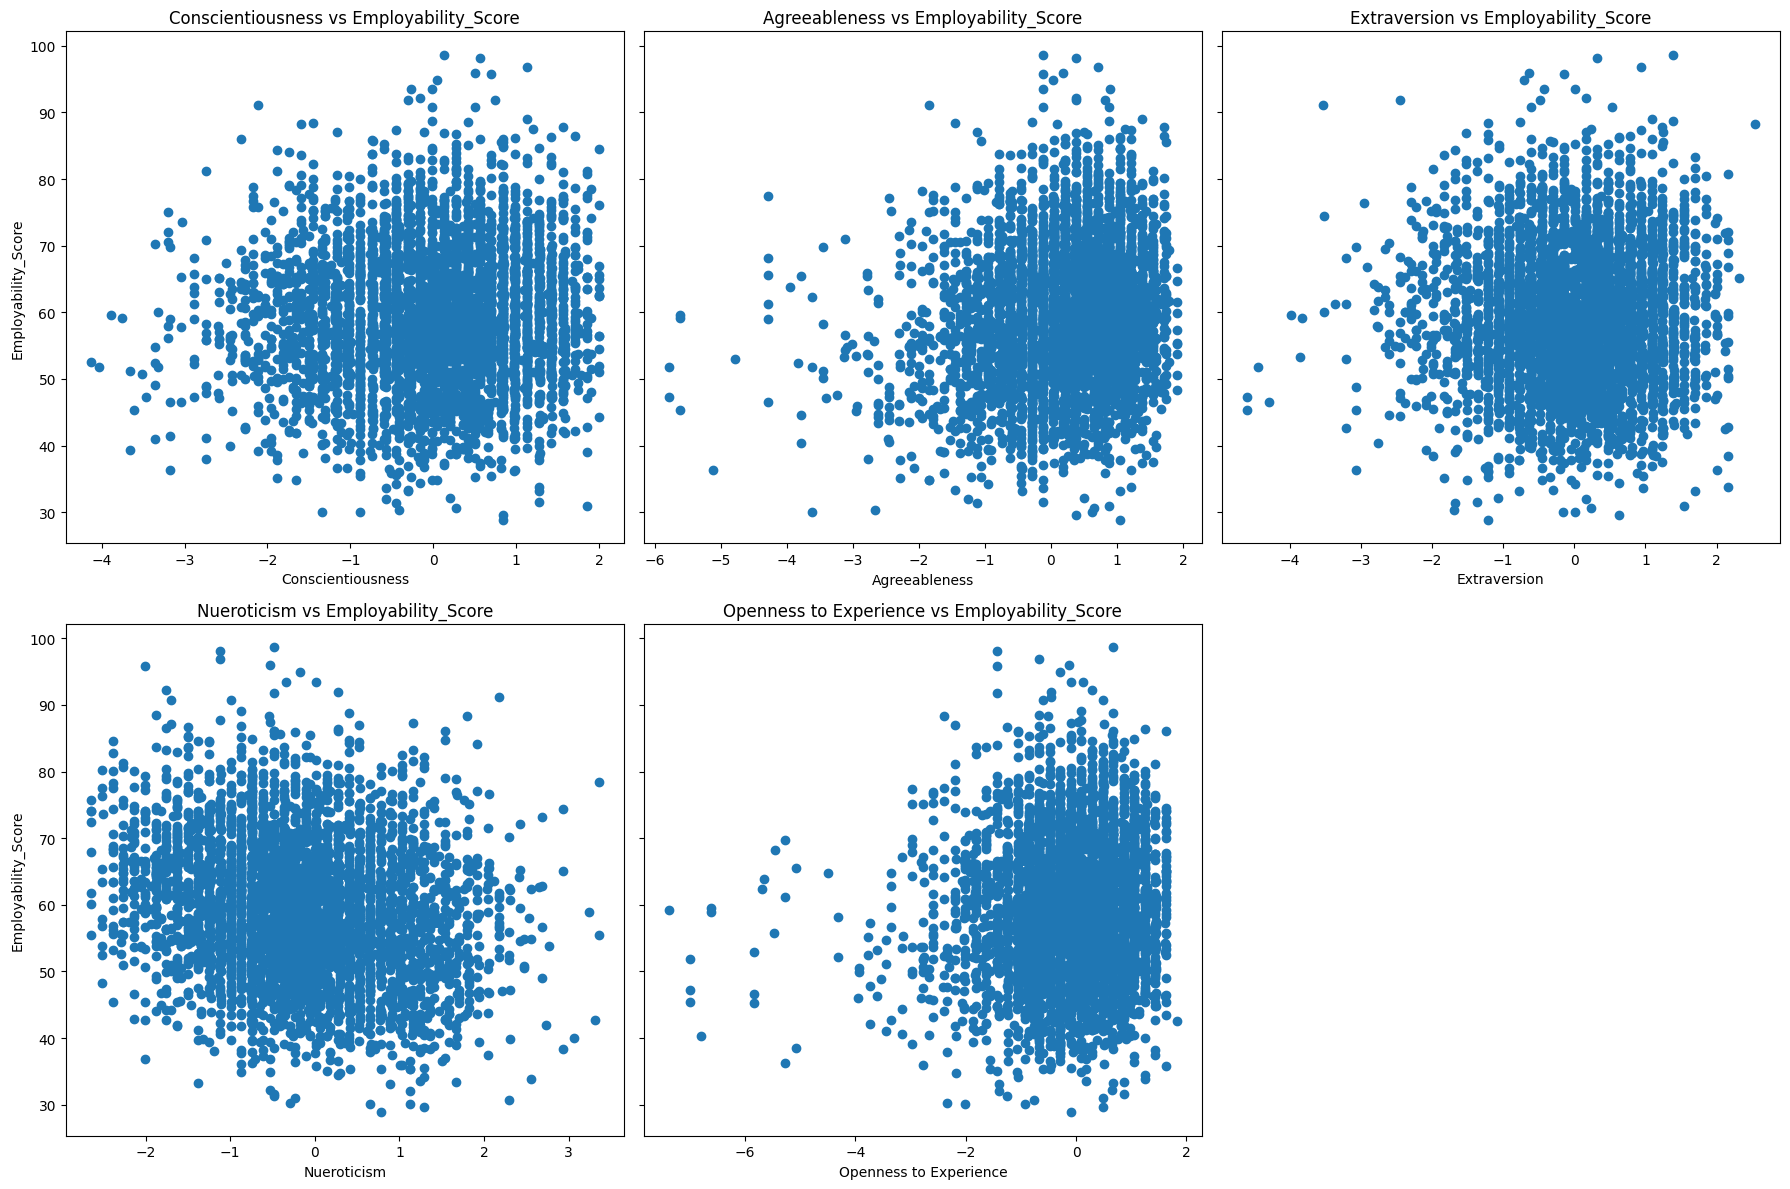 Conscientiousness vs Employability_Score
Agreeableness vs Employability_Score
Extraversion vs Employability_Score
100
90
80
70
60
50
40
30
Employability_Score
−4 −3 −2 −1 0 1 2
Conscientiousness
−6 −5 −4 −3 −2 −1 0 1 2
Agreeableness
−4 −3 −2 −1 0 1 2
Extraversion
Nueroticism vs Employability_Score
Openness to Experience vs Employability_Score
100
90
80
70
60
50
40
30
Employability_Score
−2 −1 0 1 2 3
Nueroticism
−6 −4 −2 0 2
Openness to Experience